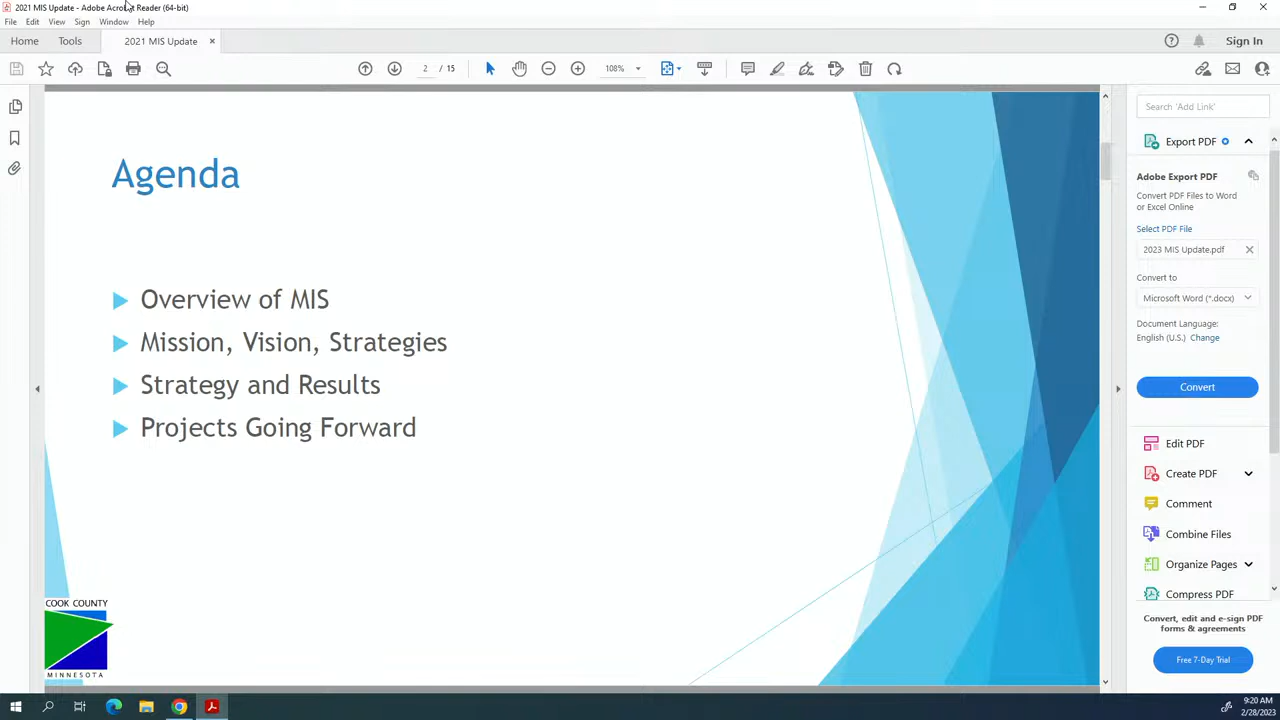 2021 MIS Update - Adobe Acrobat Reader (64-bit)
File Edit View Sign Window Help
Home Tools 2021 MIS Update Sign In
2 / 15 108%
Search 'Add Link'
Export PDF
Adobe Export PDF
Convert PDF Files to Word
or Excel Online
Select PDF File
2023 MIS Update.pdf
Convert to
Microsoft Word (*.docx)
Document Language:
English (U.S.) Change
Convert
Edit PDF
Create PDF
Comment
Combine Files
Organize Pages
Compress PDF
Convert, edit and e-sign PDF
forms & agreements
Free 7-Day Trial
Agenda
Overview of MIS
Mission, Vision, Strategies
Strategy and Results
Projects Going Forward
COOK COUNTY
MINNESOTA
9:20 AM
2/28/2023